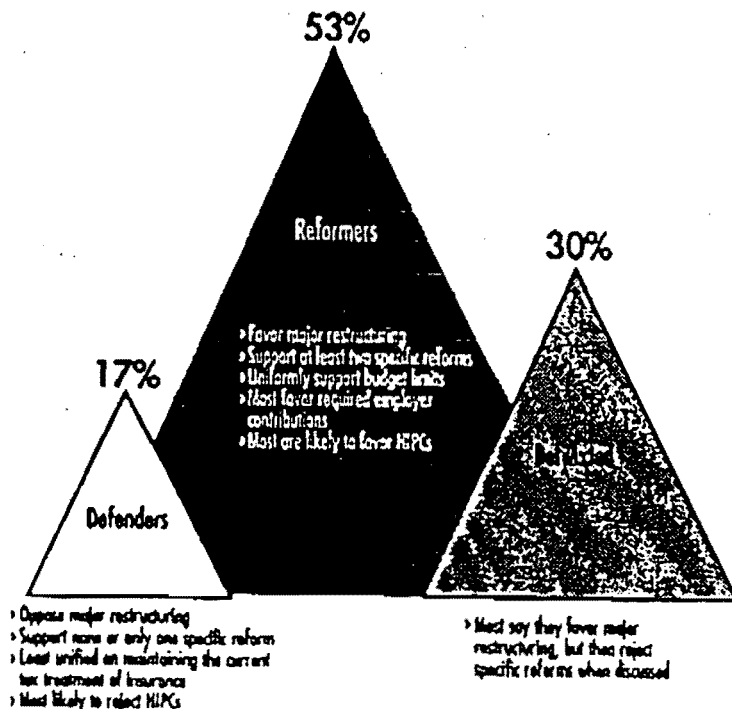 53%
Reformers
› Favor major restructuring
› Support at least two specific reforms
› Uniformly support budget limits
› Most favor required employer
contributions
› Most are likely to favor HIPCs
30%
17%
Defenders
› Oppose major restructuring
› Support none or only one specific reform
› Least unified on maintaining the current
tax treatment of insurance
› Most likely to reject HIPCs
› Most say they favor major
restructuring, but then reject
specific reforms when discussed